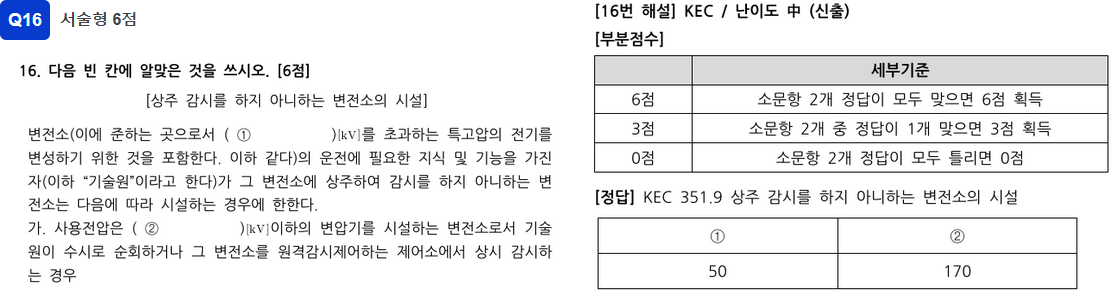 Q16 서술형 6점
16. 다음 빈 칸에 알맞은 것을 쓰시오. [6점]
[상주 감시를 하지 아니하는 변전소의 시설]
변전소(이에 준하는 곳으로서 ( ① )[kV]를 초과하는 특고압의 전기를
변성하기 위한 것을 포함한다. 이하 같다)의 운전에 필요한 지식 및 기능을 가진
자(이하 “기술원”이라고 한다)가 그 변전소에 상주하여 감시를 하지 아니하는 변
전소는 다음에 따라 시설하는 경우에 한한다.
가. 사용전압은 ( ② )[kV]이하의 변압기를 시설하는 변전소로서 기술
원이 수시로 순회하거나 그 변전소를 원격감시제어하는 제어소에서 상시 감시하
는 경우
[16번 해설] KEC / 난이도 中 (신출)
[부분점수]
세부기준
6점 소문항 2개 정답이 모두 맞으면 6점 획득
3점 소문항 2개 중 정답이 1개 맞으면 3점 획득
0점 소문항 2개 정답이 모두 틀리면 0점
[정답] KEC 351.9 상주 감시를 하지 아니하는 변전소의 시설
① ②
50 170